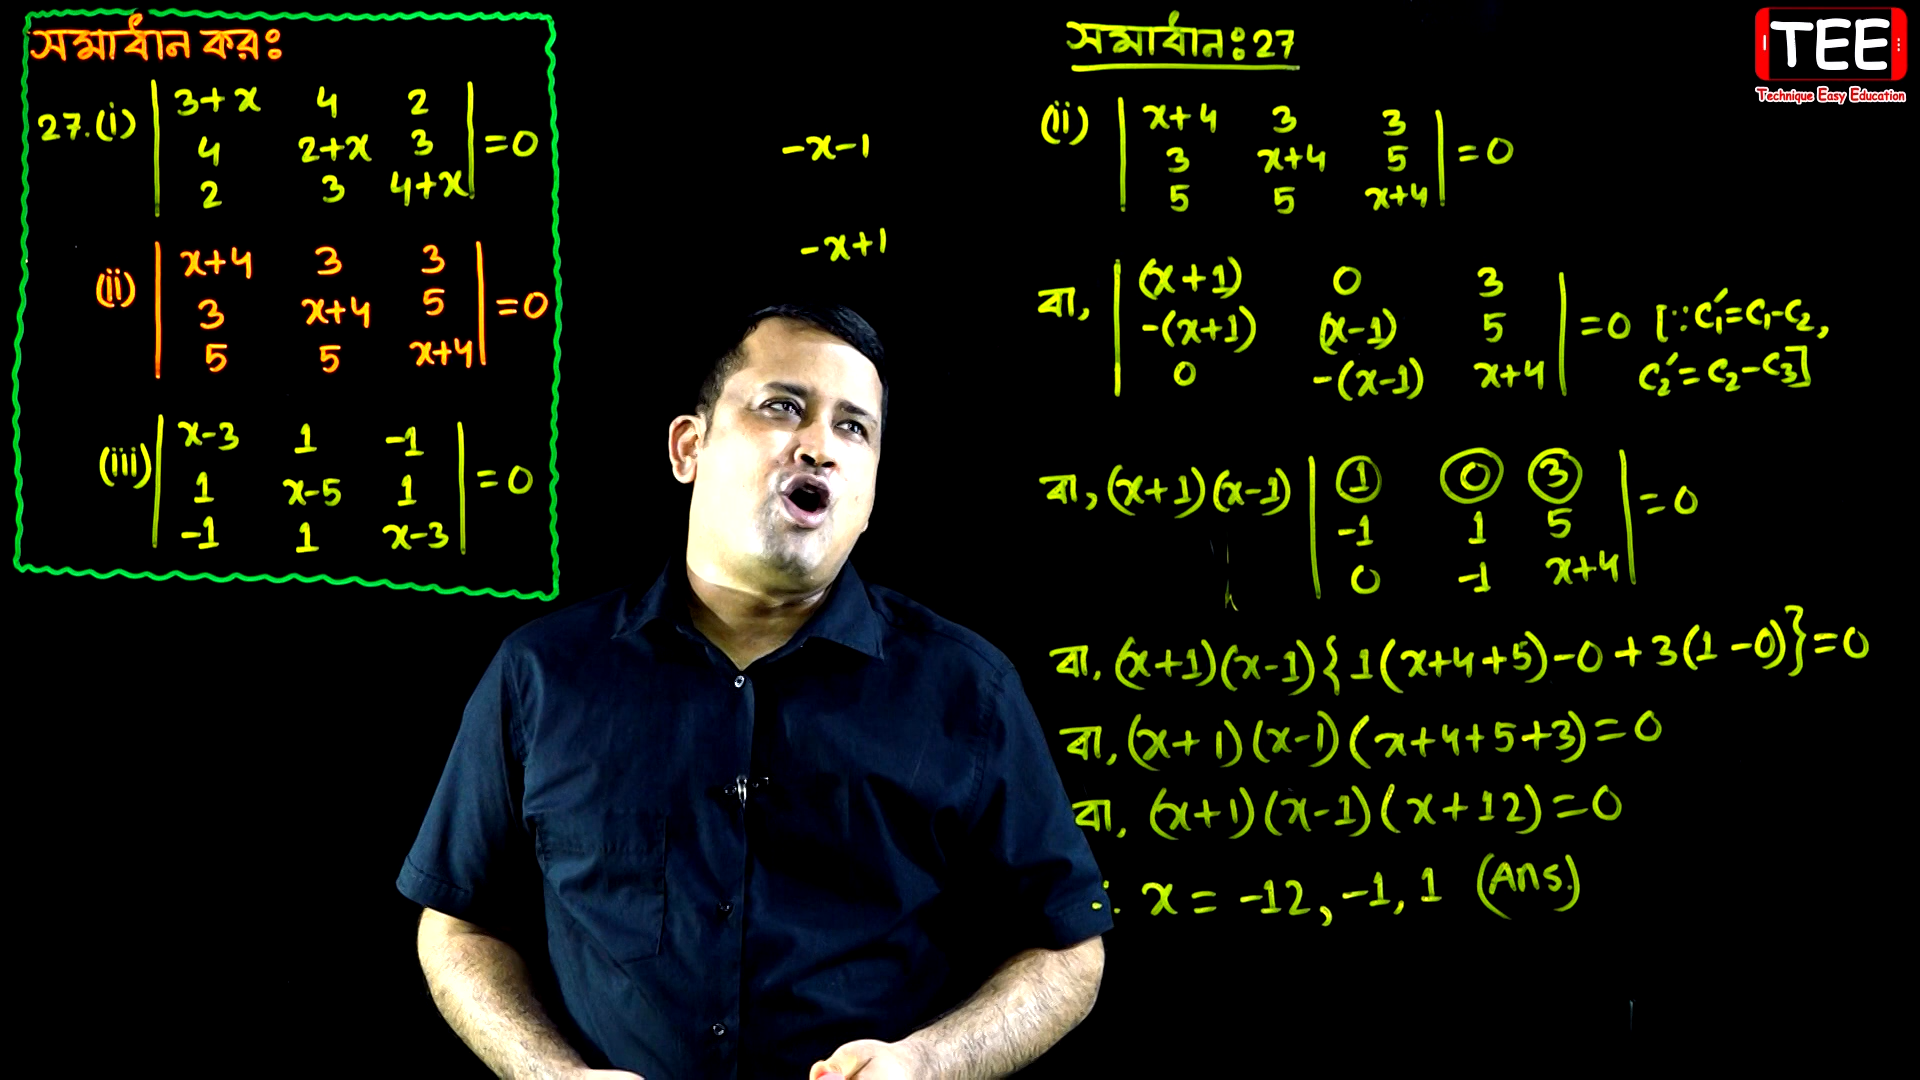 সমাধান করঃ
27.(i) | 3+x 4 2 |
| 4 2+x 3 | =0
| 2 3 4+x |
(ii) | x+4 3 3 |
| 3 x+4 5 | =0
| 5 5 x+4 |
(iii) | x-3 1 -1 |
| 1 x-5 1 | =0
| -1 1 x-3 |
-x-1
-x+1
সমাধানঃ27
(ii) | x+4 3 3 |
| 3 x+4 5 | =0
| 5 5 x+4 |
বা, | (x+1) 0 3 |
| -(x+1) (x-1) 5 | =0 [∵C₁′=C₁-C₂,
| 0 -(x-1) x+4 | C₂′=C₂-C₃]
বা, (x+1)(x-1) | 1 0 3 |
| -1 1 5 | =0
| 0 -1 x+4 |
বা, (x+1)(x-1){1(x+4+5)-0+3(1-0)}=0
বা, (x+1)(x-1)(x+4+5+3)=0
বা, (x+1)(x-1)(x+12)=0
∴ x = -12, -1, 1 (Ans.)
TEE
Technique Easy Education